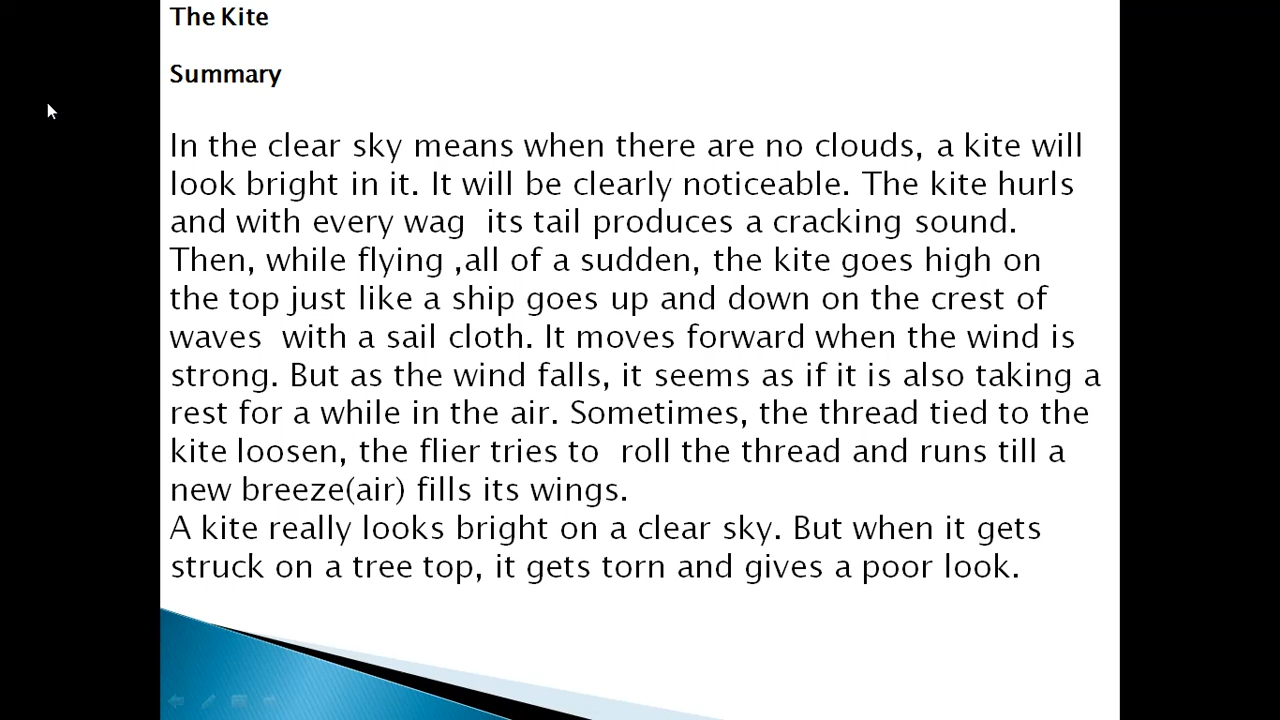 The Kite
Summary
In the clear sky means when there are no clouds, a kite will
look bright in it. It will be clearly noticeable. The kite hurls
and with every wag  its tail produces a cracking sound.
Then, while flying ,all of a sudden, the kite goes high on
the top just like a ship goes up and down on the crest of
waves  with a sail cloth. It moves forward when the wind is
strong. But as the wind falls, it seems as if it is also taking a
rest for a while in the air. Sometimes, the thread tied to the
kite loosen, the flier tries to  roll the thread and runs till a
new breeze(air) fills its wings.
A kite really looks bright on a clear sky. But when it gets
struck on a tree top, it gets torn and gives a poor look.